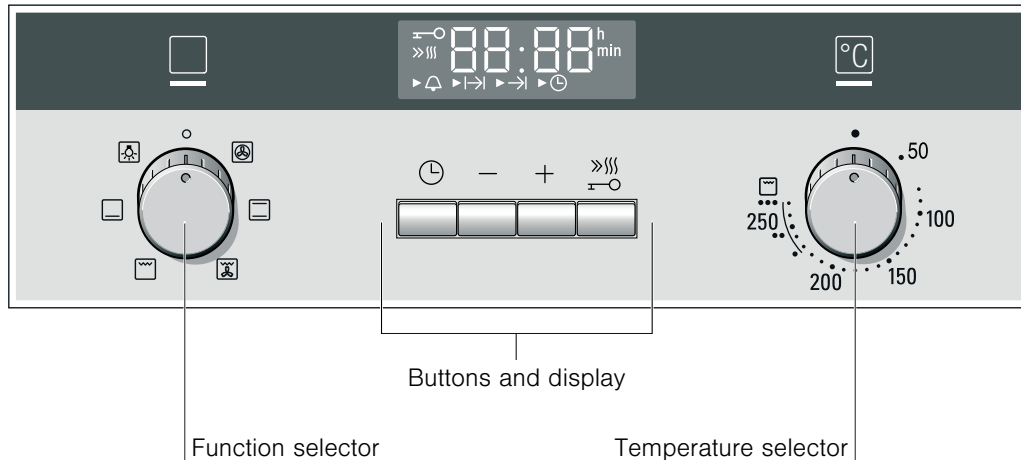 88:88 h
min
°C
50
100
150
200
250
Buttons and display
Function selector
Temperature selector